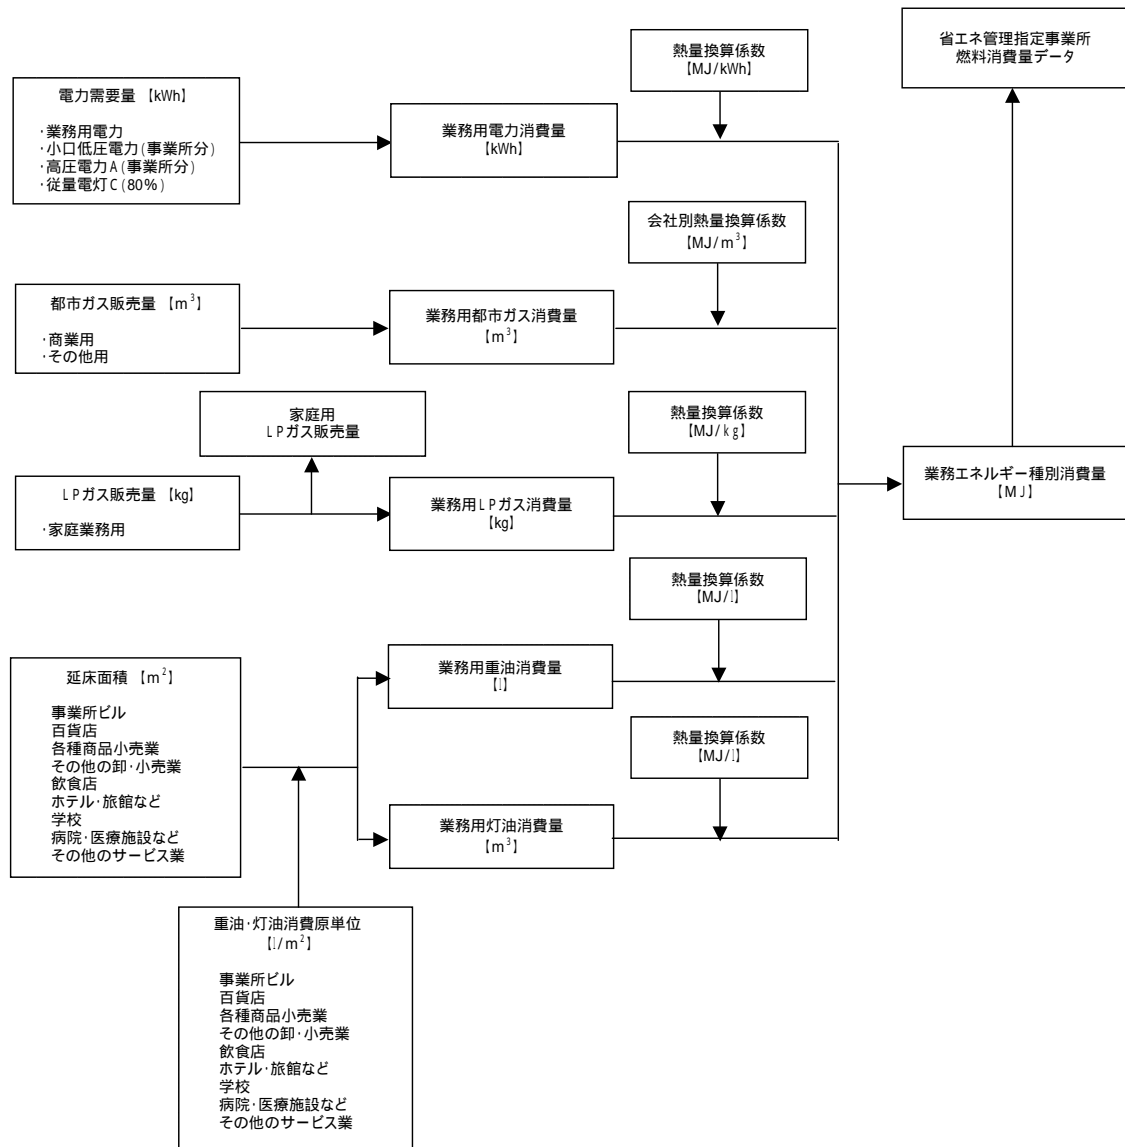 省エネ管理指定事業所
燃料消費量データ
熱量換算係数
【MJ/kWh】
電力需要量 【kWh】
・業務用電力
・小口低圧電力(事業所分)
・高圧電力A(事業所分)
・従量電灯C(80%)
業務用電力消費量
【kWh】
会社別熱量換算係数
【MJ/m³】
都市ガス販売量 【m³】
・商業用
・その他用
業務用都市ガス消費量
【m³】
家庭用
LPガス販売量
熱量換算係数
【MJ/kg】
LPガス販売量 【kg】
・家庭業務用
業務用LPガス消費量
【kg】
業務エネルギー種別消費量
【MJ】
熱量換算係数
【MJ/l】
延床面積 【m²】
事業所ビル
百貨店
各種商品小売業
その他の卸・小売業
飲食店
ホテル・旅館など
学校
病院・医療施設など
その他のサービス業
業務用重油消費量
【l】
熱量換算係数
【MJ/l】
業務用灯油消費量
【m³】
重油・灯油消費原単位
【l/m²】
事業所ビル
百貨店
各種商品小売業
その他の卸・小売業
飲食店
ホテル・旅館など
学校
病院・医療施設など
その他のサービス業